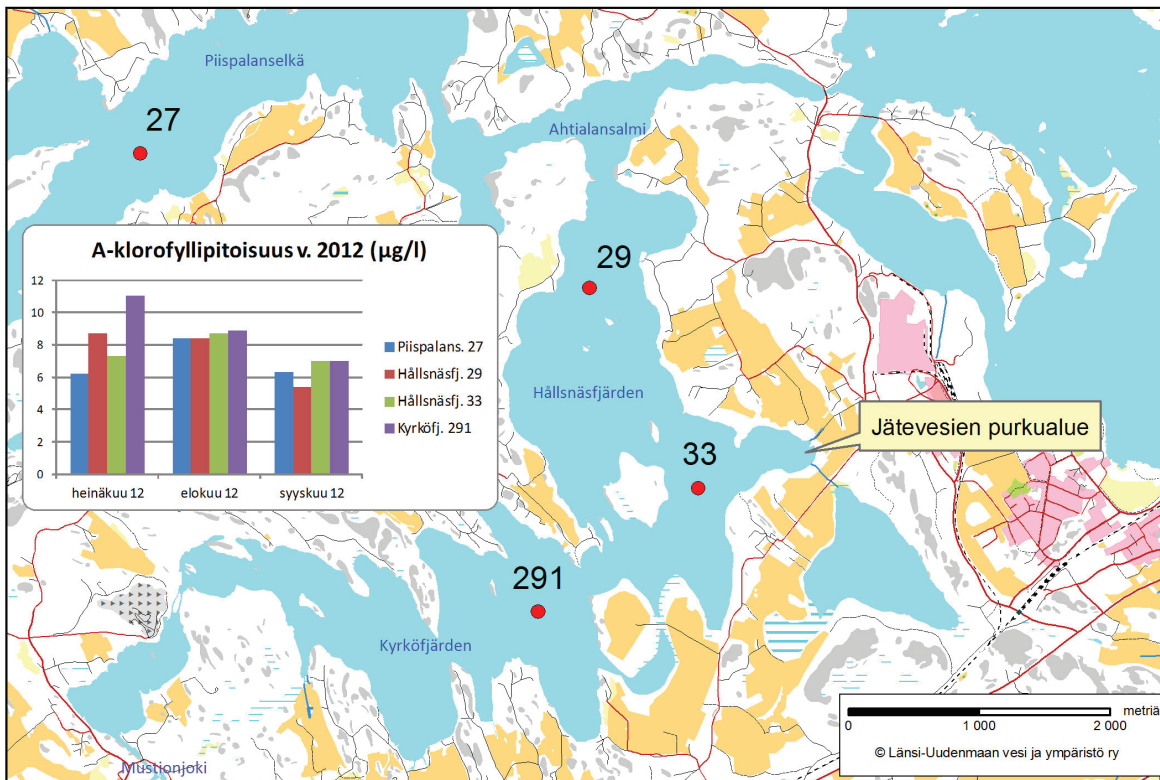 Piispalanselkä
27
Ahtialansalmi
A-klorofyllipitoisuus v. 2012 (µg/l)
12
10
8
6
4
2
0
heinäkuu 12
elokuu 12
syyskuu 12
Piispalans. 27
Hållsnäsfj. 29
Hållsnäsfj. 33
Kyrköfj. 291
29
Hållsnäsfjärden
Jätevesien purkualue
33
291
Kyrköfjärden
Mustionjoki
metriä
0
1 000
2 000
© Länsi-Uudenmaan vesi ja ympäristö ry